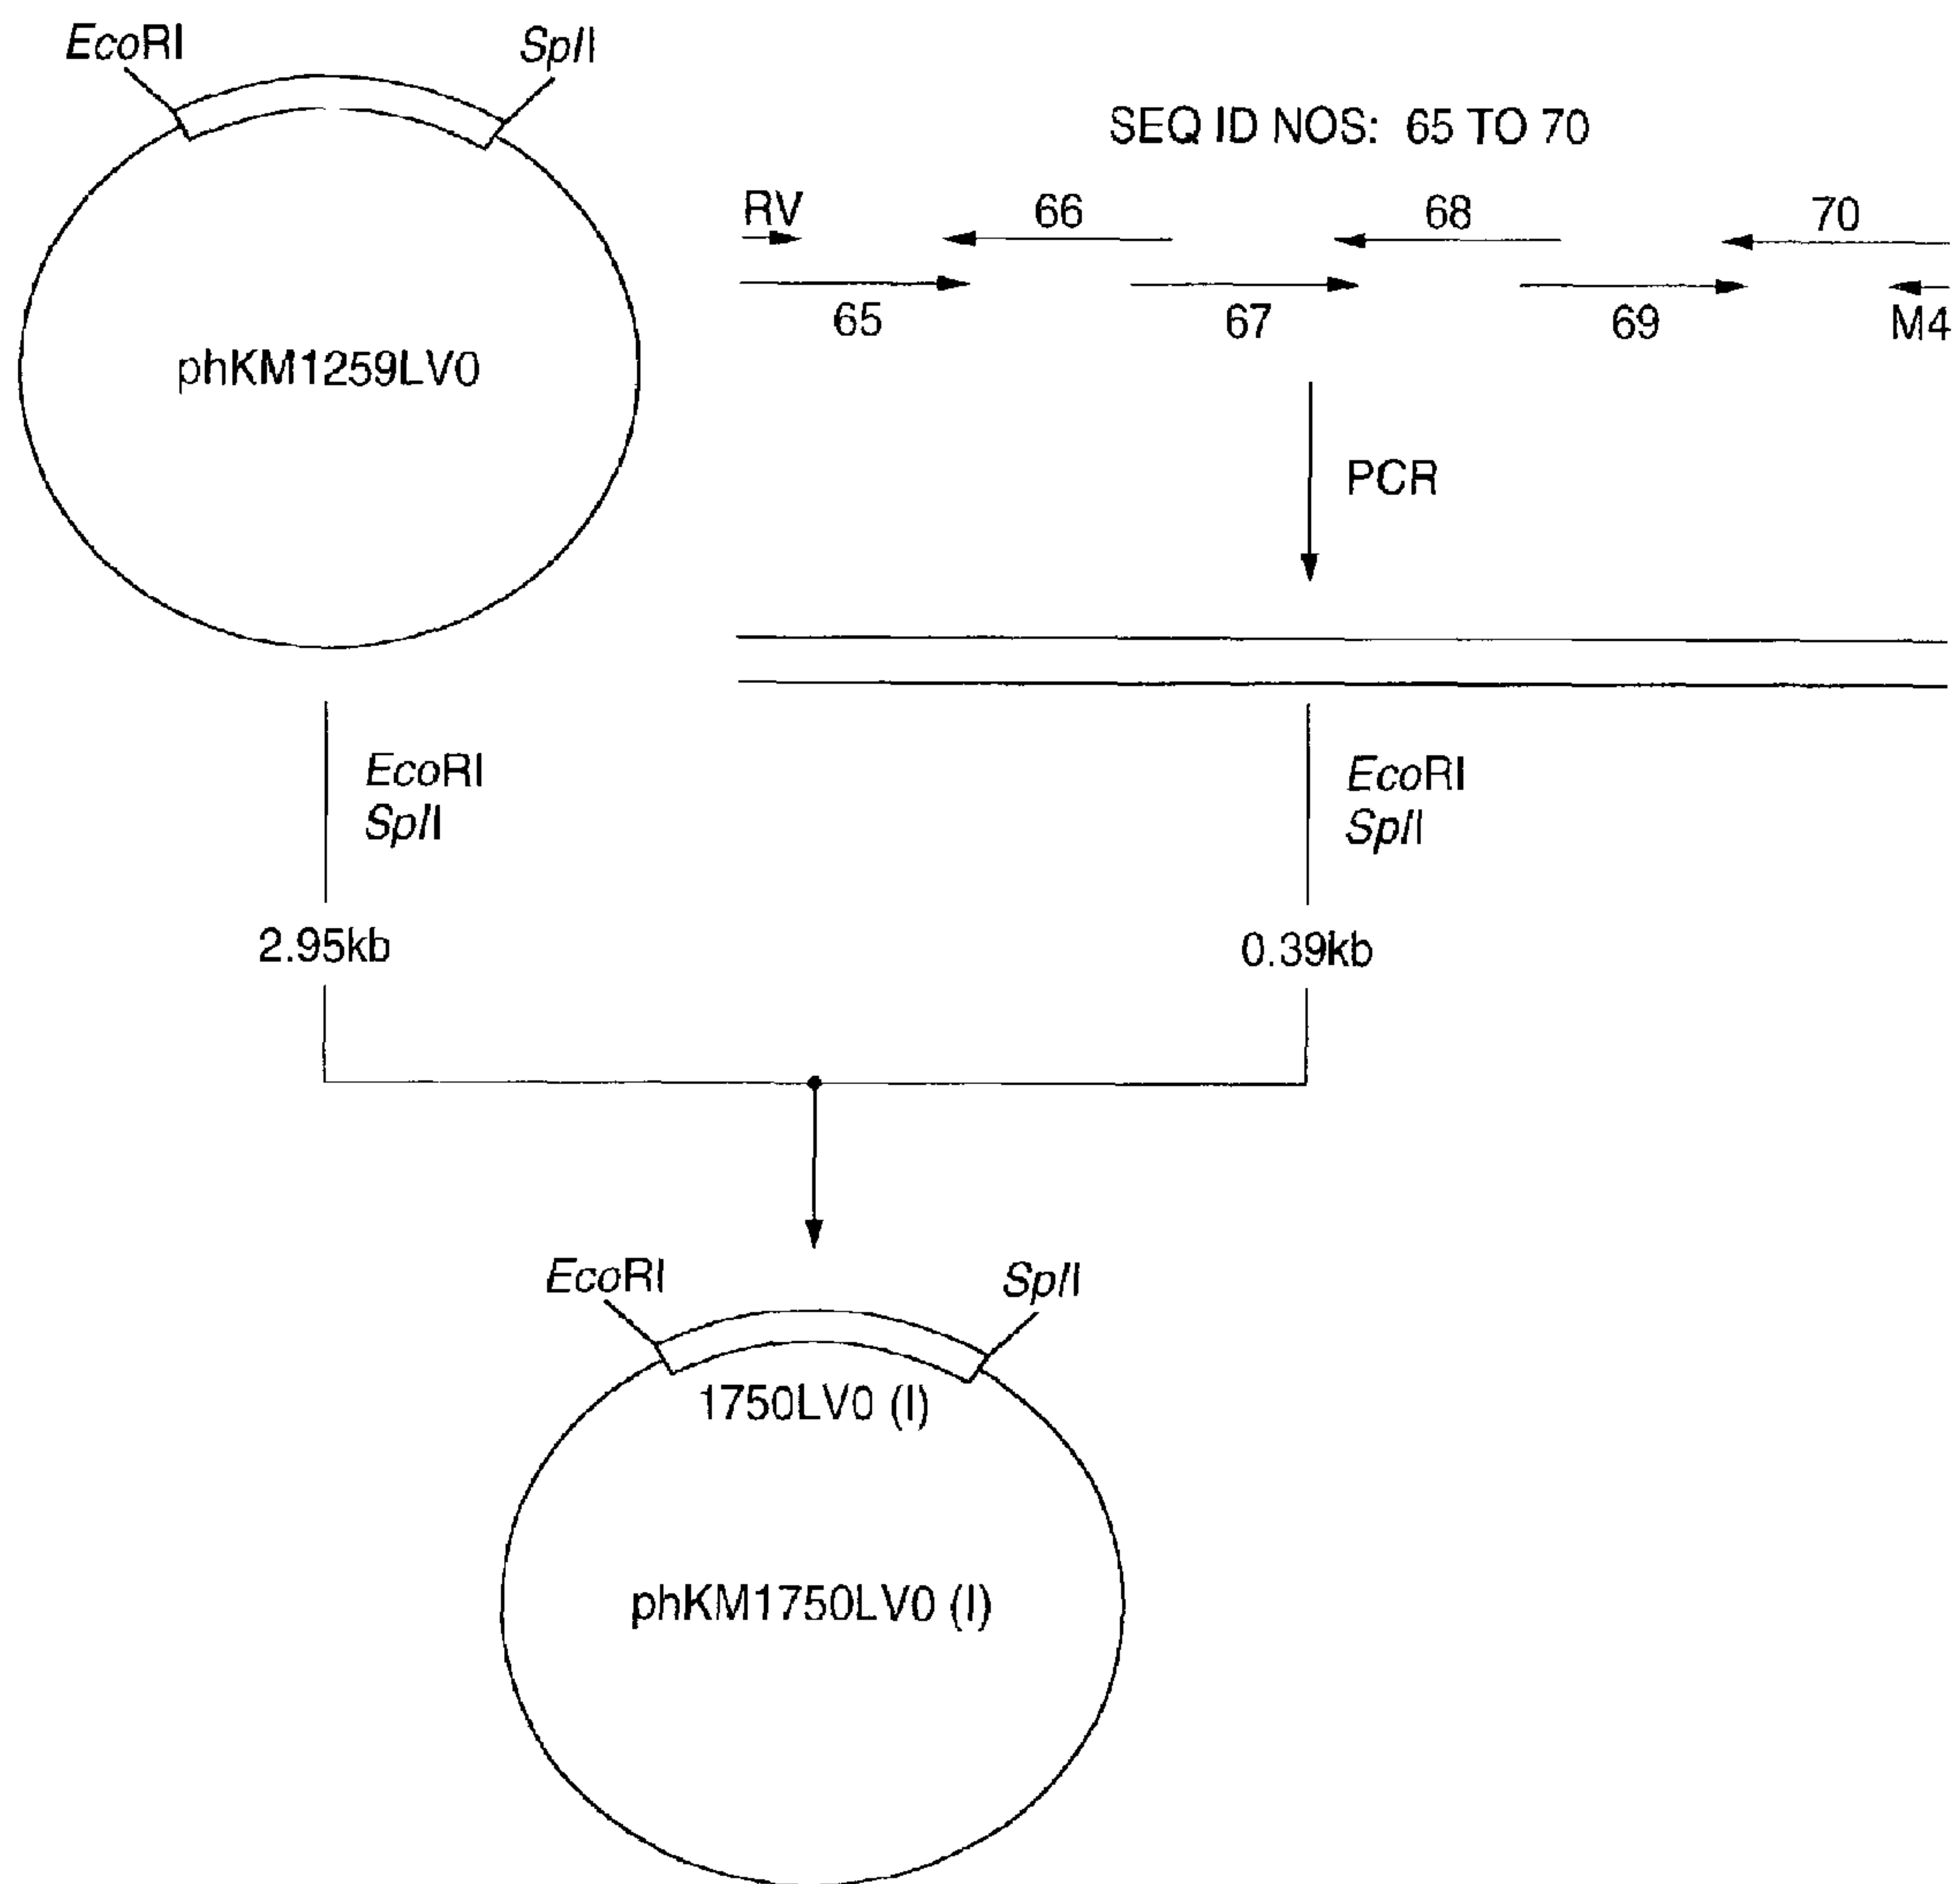 EcoRI
SplI
phKM1259LV0
SEQ ID NOS: 65 TO 70
RV
66
68
70
65
67
69
M4
PCR
EcoRI
SplI
EcoRI
SplI
2.95kb
0.39kb
EcoRI
SplI
1750LV0 (I)
phKM1750LV0 (I)